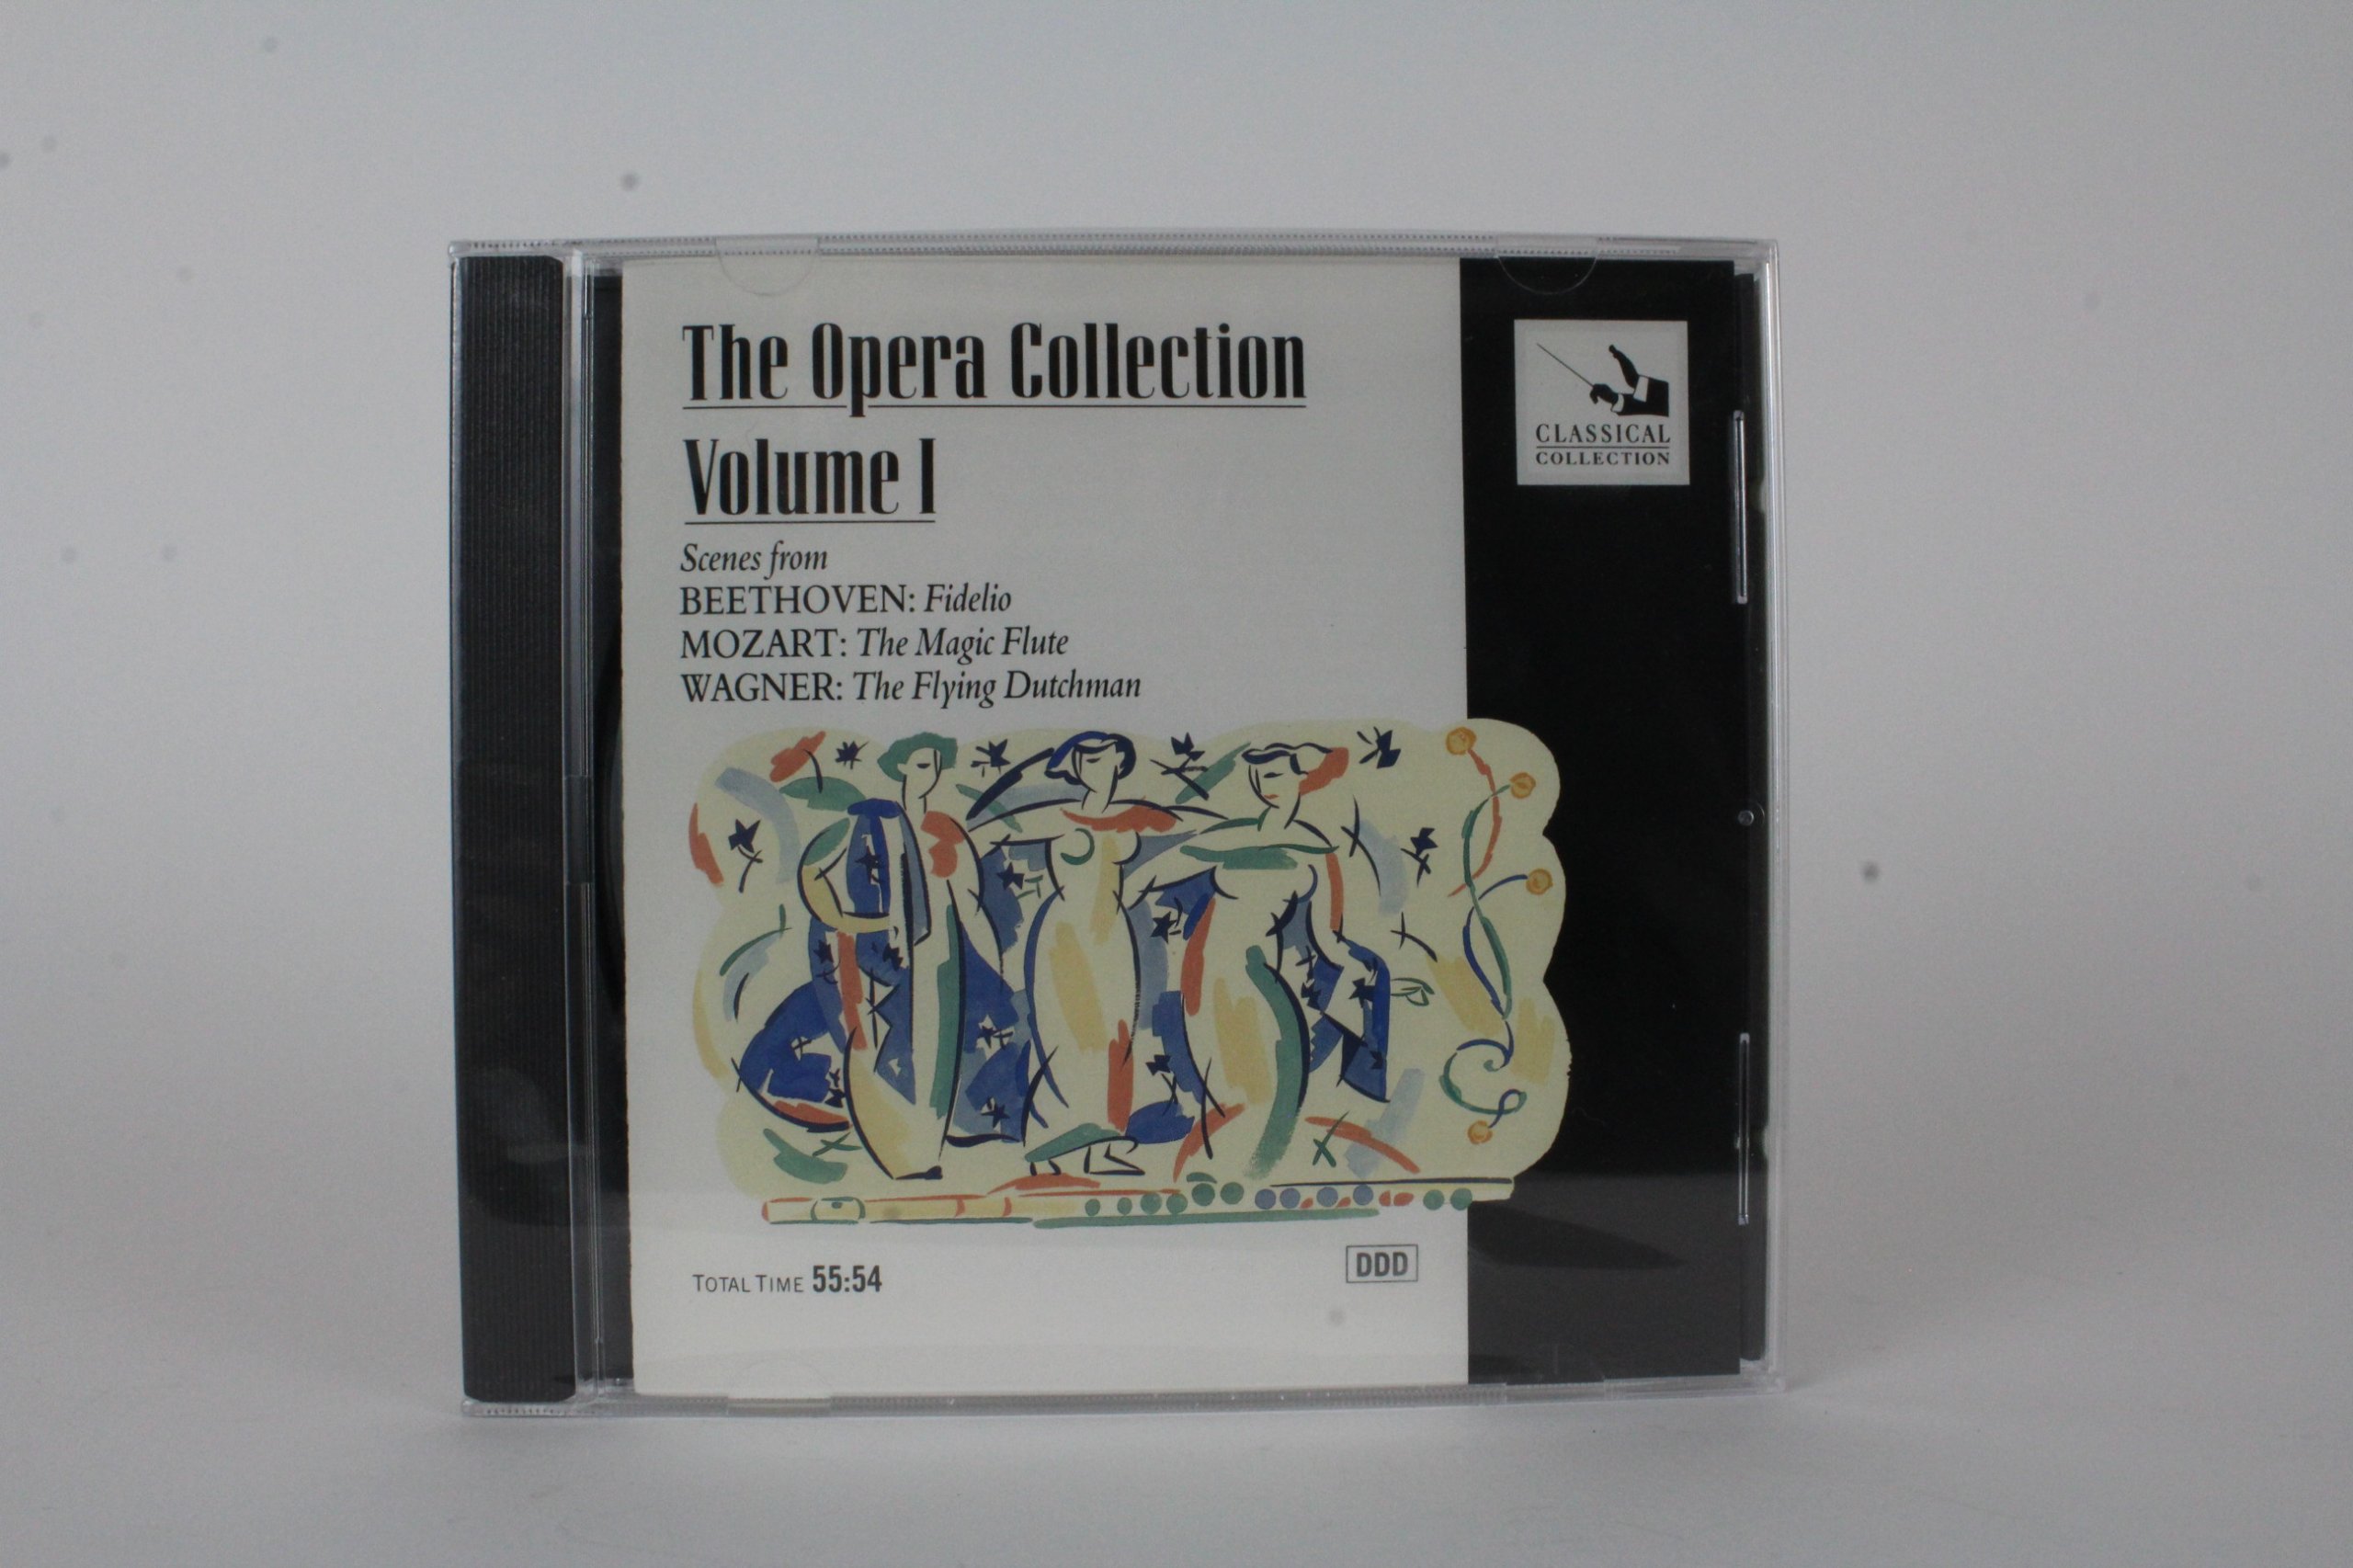 The Opera Collection
Volume I
Scenes from
BEETHOVEN: Fidelio
MOZART: The Magic Flute
WAGNER: The Flying Dutchman
CLASSICAL
COLLECTION
TOTAL TIME 55:54
DDD